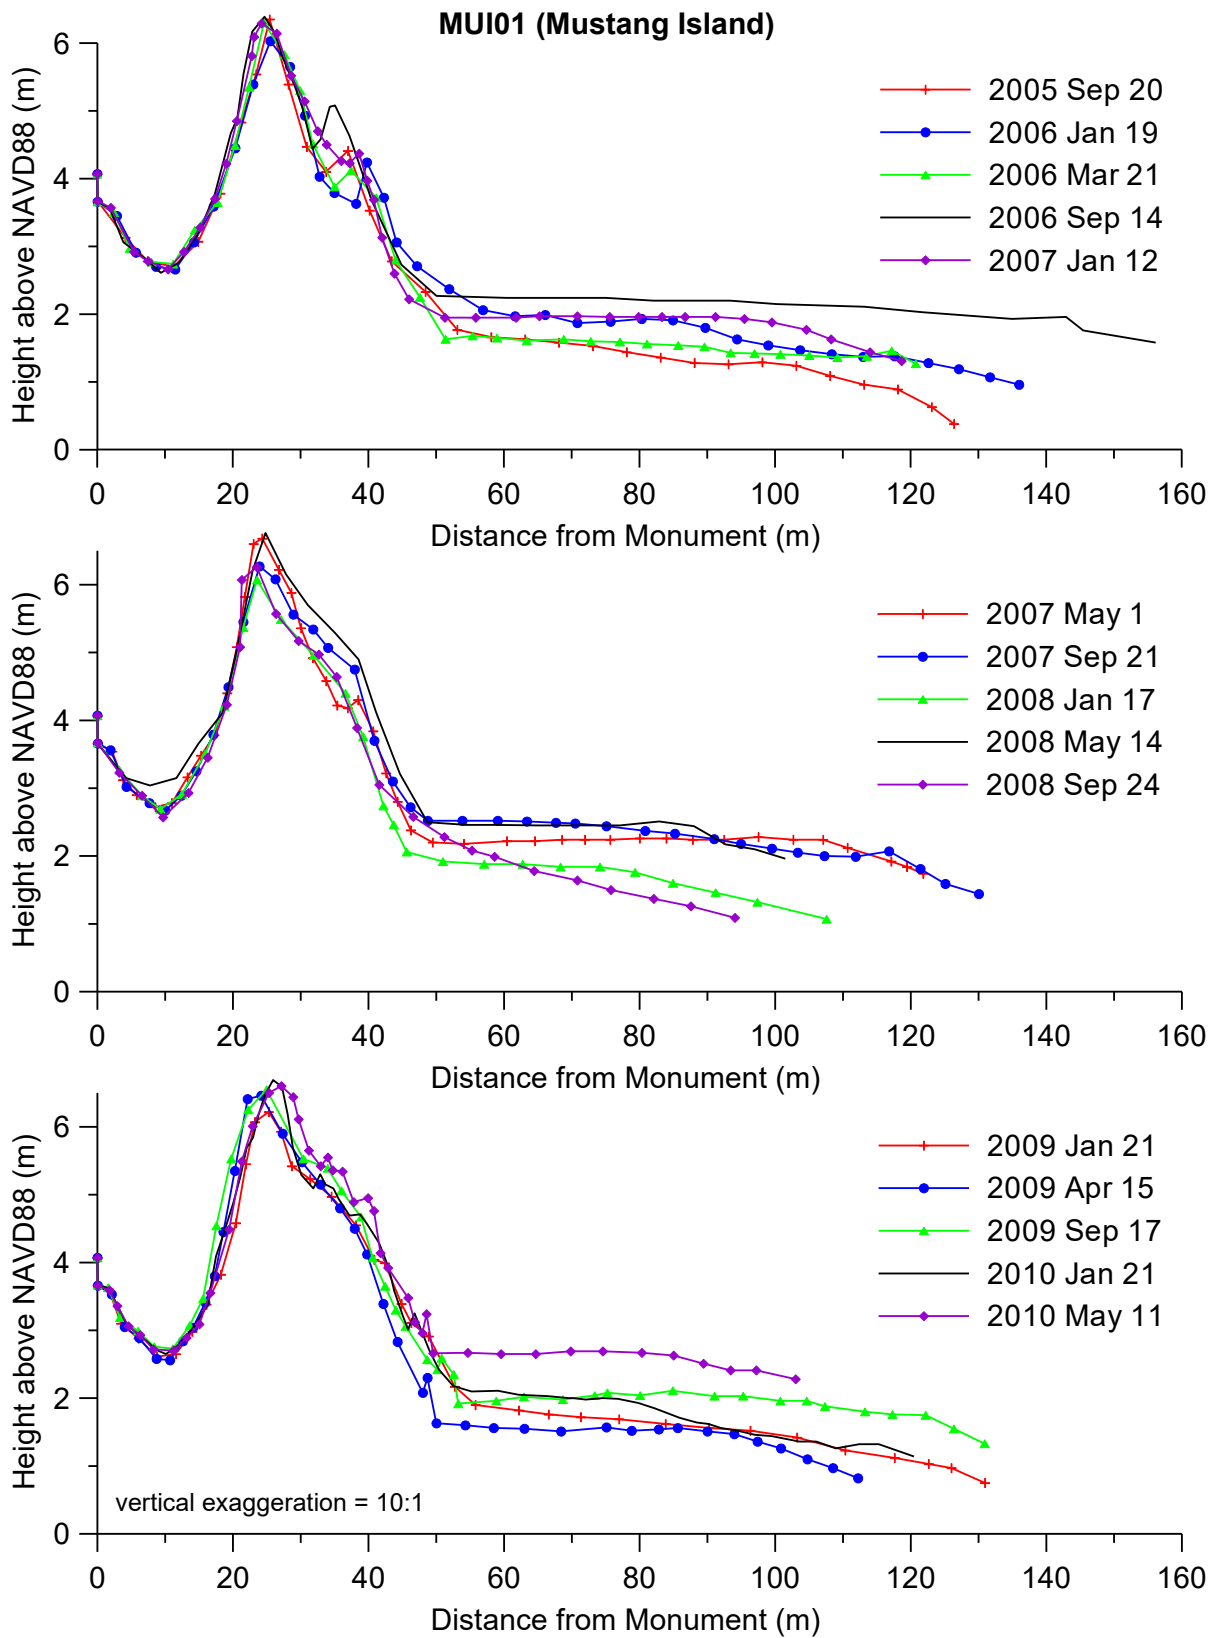 MUI01 (Mustang Island)
Height above NAVD88 (m)
6
4
2
0
2005 Sep 20
2006 Jan 19
2006 Mar 21
2006 Sep 14
2007 Jan 12
0 20 40 60 80 100 120 140 160
Distance from Monument (m)
Height above NAVD88 (m)
6
4
2
0
2007 May 1
2007 Sep 21
2008 Jan 17
2008 May 14
2008 Sep 24
0 20 40 60 80 100 120 140 160
Distance from Monument (m)
Height above NAVD88 (m)
6
4
2
0
2009 Jan 21
2009 Apr 15
2009 Sep 17
2010 Jan 21
2010 May 11
vertical exaggeration = 10:1
0 20 40 60 80 100 120 140 160
Distance from Monument (m)